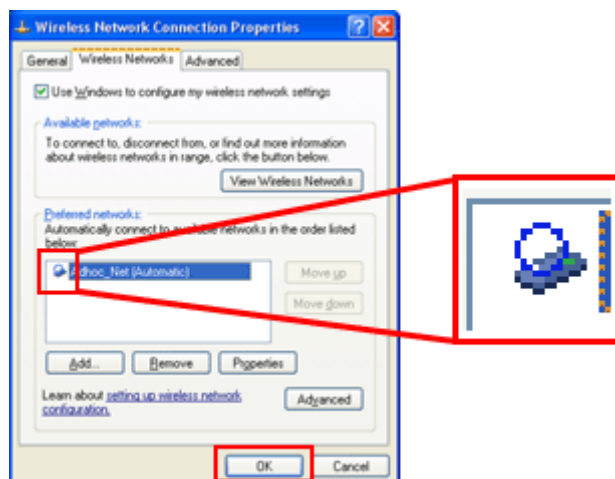 Wireless Network Connection Properties
General Wireless Networks Advanced
Use Windows to configure my wireless network settings
Available networks:
To connect to, disconnect from, or find out more information
about wireless networks in range, click the button below.
View Wireless Networks
Preferred networks:
Automatically connect to available networks in the order listed
below:
Adhoc_Net (Automatic)
Move up
Move down
Add... Remove Properties
Learn about setting up wireless network
configuration.
Advanced
OK Cancel